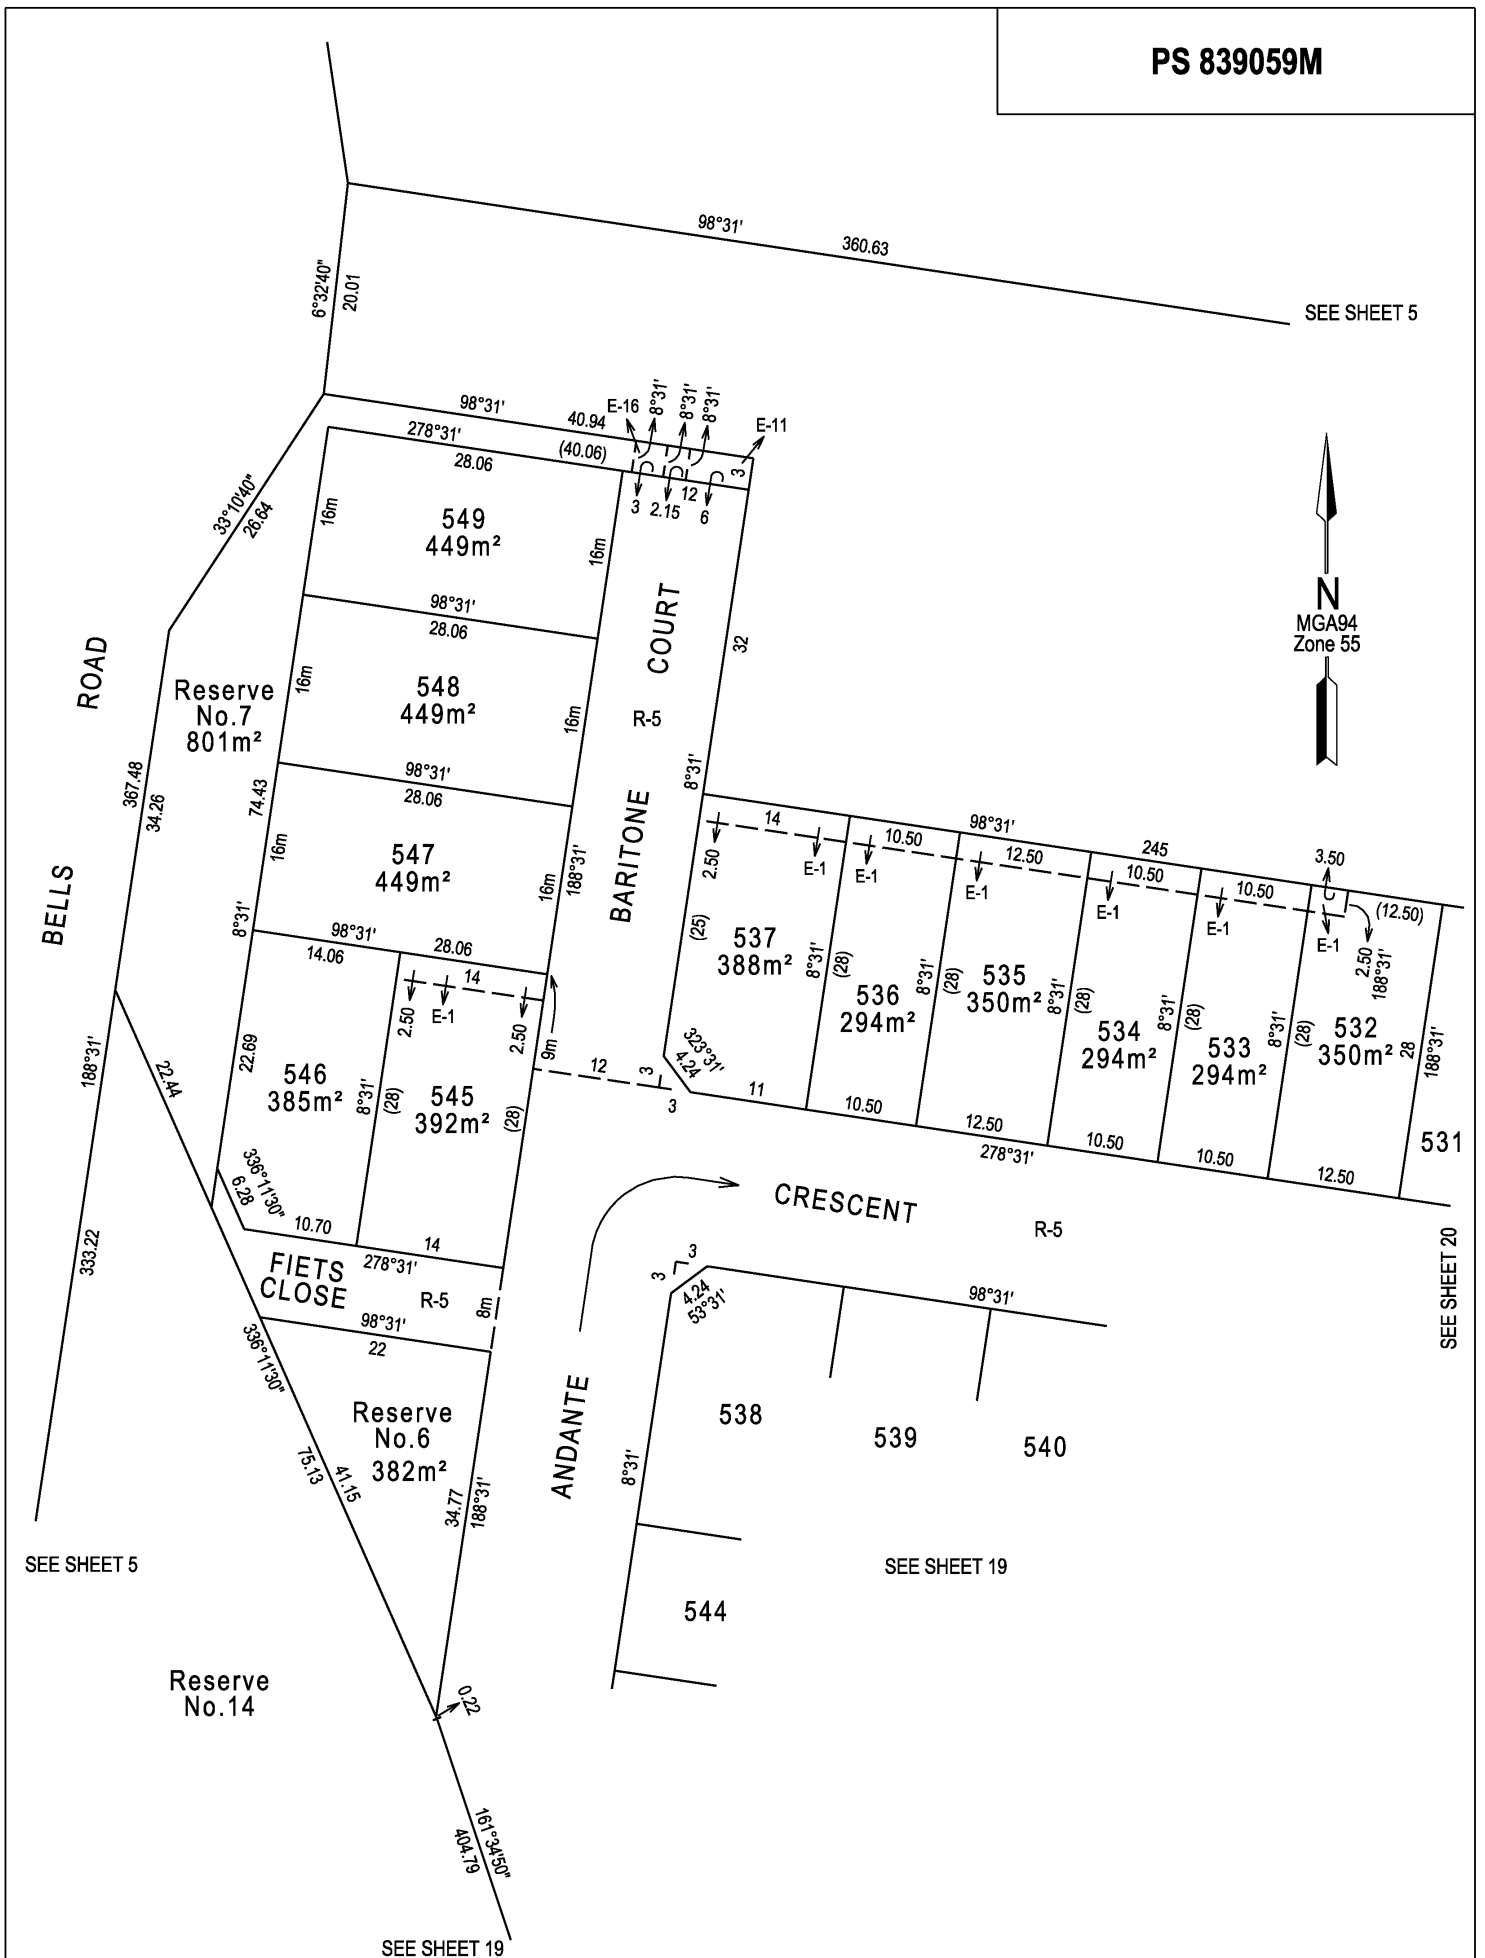 PS 839059M
98°31'
360.63
SEE SHEET 5
6°32'40"
20.01
98°31'
40.94
E-16
8°31'
8°31'
8°31'
E-11
278°31'
(40.06)
28.06
3
12
3
2.15
6
33°10'40"
26.64
16m
549
449m²
16m
98°31'
28.06
COURT
32
N
MGA94
Zone 55
ROAD
Reserve
No.7
801m²
16m
548
449m²
16m
R-5
98°31'
28.06
8°31'
367.48
34.26
74.43
16m
547
449m²
16m
188°31'
BARITONE
BELLS
8°31'
98°31'
28.06
14.06
14
2.50
E-1
2.50
9m
14
98°31'
245
10.50
12.50
10.50
10.50
3.50
(12.50)
2.50
E-1
E-1
E-1
E-1
E-1
E-1
2.50
188°31'
(25)
537
388m²
8°31'
(28)
536
294m²
8°31'
(28)
535
350m²
8°31'
(28)
534
294m²
8°31'
(28)
533
294m²
8°31'
(28)
532
350m²
28
188°31'
531
188°31'
22.44
22.69
546
385m²
8°31'
(28)
545
392m²
(28)
12
3
3
323°31'
4.24
11
10.50
12.50
10.50
10.50
12.50
278°31'
336°11'30"
6.28
10.70
14
278°31'
FIETS
CLOSE
R-5
8m
98°31'
22
CRESCENT
R-5
SEE SHEET 20
333.22
336°11'30"
3
3
4.24
53°31'
98°31'
Reserve
No.6
382m²
75.13
41.15
34.77
188°31'
ANDANTE
8°31'
538
539
540
SEE SHEET 5
SEE SHEET 19
544
Reserve
No.14
0.22
161°34'50"
404.79
SEE SHEET 19